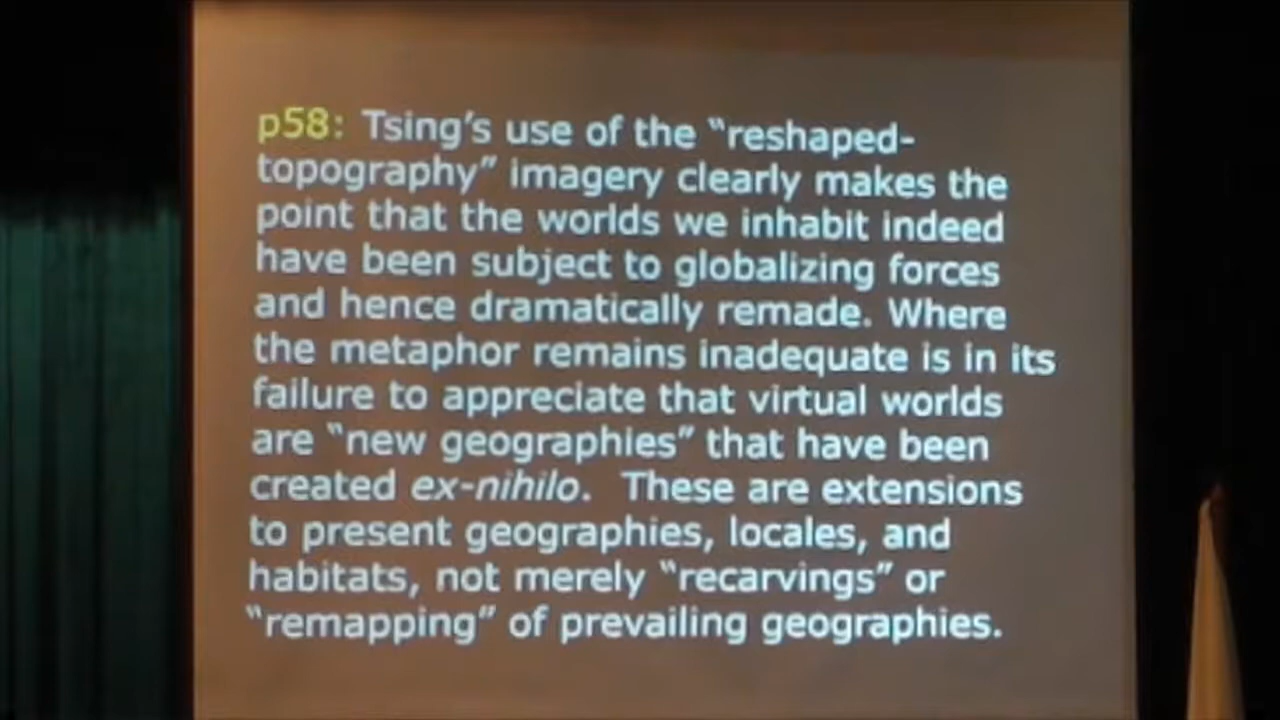 p58: Tsing's use of the "reshaped-
topography" imagery clearly makes the
point that the worlds we inhabit indeed
have been subject to globalizing forces
and hence dramatically remade. Where
the metaphor remains inadequate is in its
failure to appreciate that virtual worlds
are "new geographies" that have been
created ex-nihilo. These are extensions
to present geographies, locales, and
habitats, not merely "recarvings" or
"remapping" of prevailing geographies.